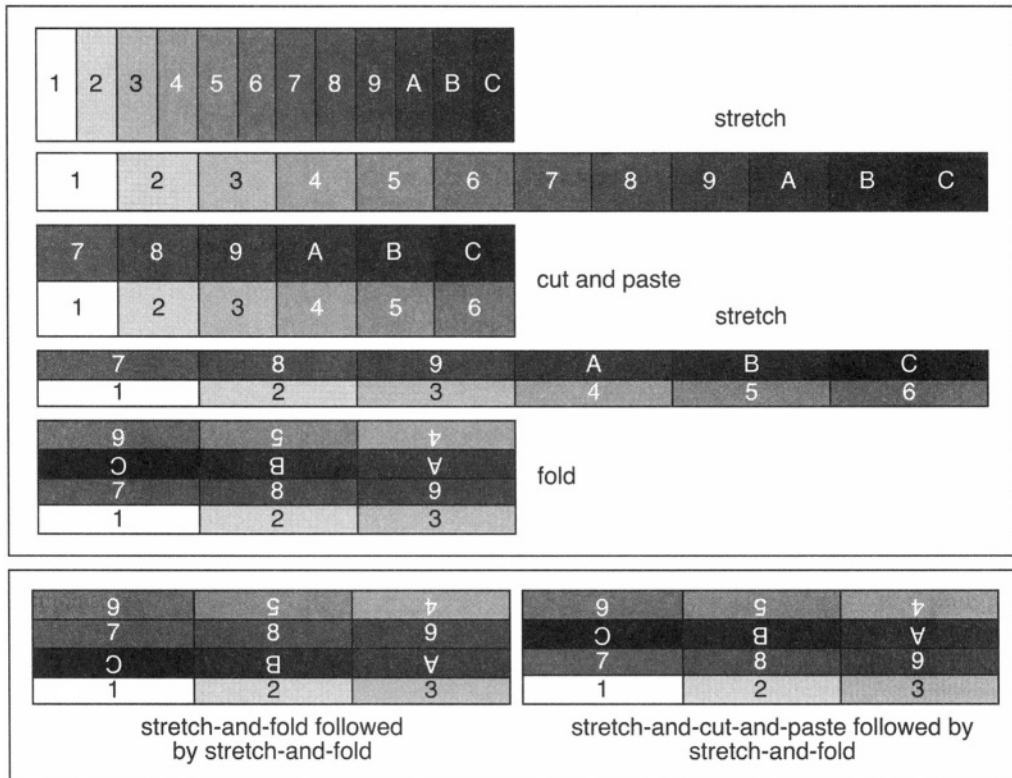 1 2 3 4 5 6 7 8 9 A B C
stretch
1 2 3 4 5 6 7 8 9 A B C
7 8 9 A B C
cut and paste
1 2 3 4 5 6
stretch
7 8 9 A B C
1 2 3 4 5 6
6 5 4
C B A
fold
7 8 9
1 2 3
6 5 4
7 8 9
C B A
1 2 3
stretch-and-fold followed
by stretch-and-fold
6 5 4
C B A
7 8 9
1 2 3
stretch-and-cut-and-paste followed by
stretch-and-fold